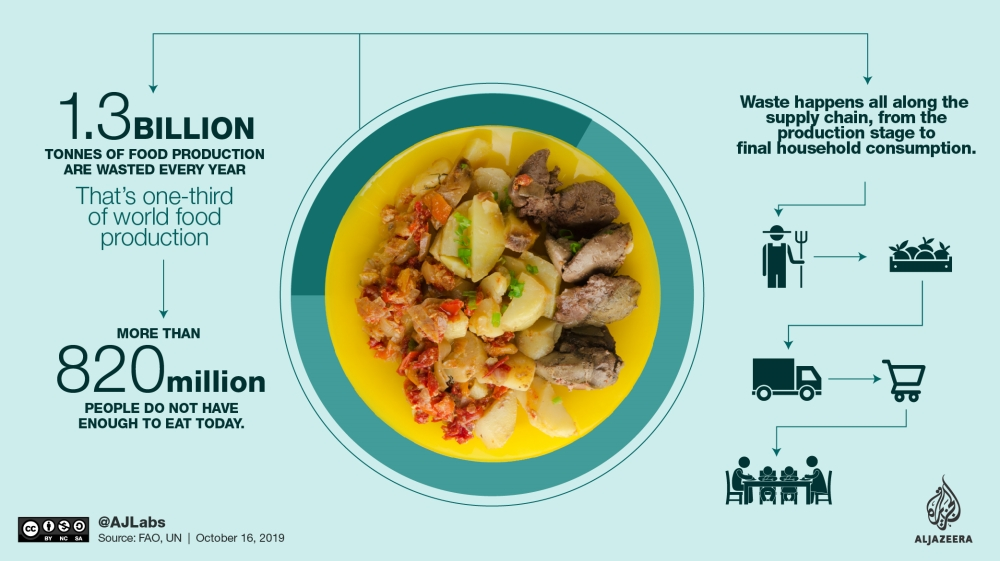 1.3BILLION
TONNES OF FOOD PRODUCTION
ARE WASTED EVERY YEAR
That's one-third
of world food
production
MORE THAN
820million
PEOPLE DO NOT HAVE
ENOUGH TO EAT TODAY.
Waste happens all along the
supply chain, from the
production stage to
final household consumption.
cc BY NC SA
@AJLabs
Source: FAO, UN | October 16, 2019
ALJAZEERA